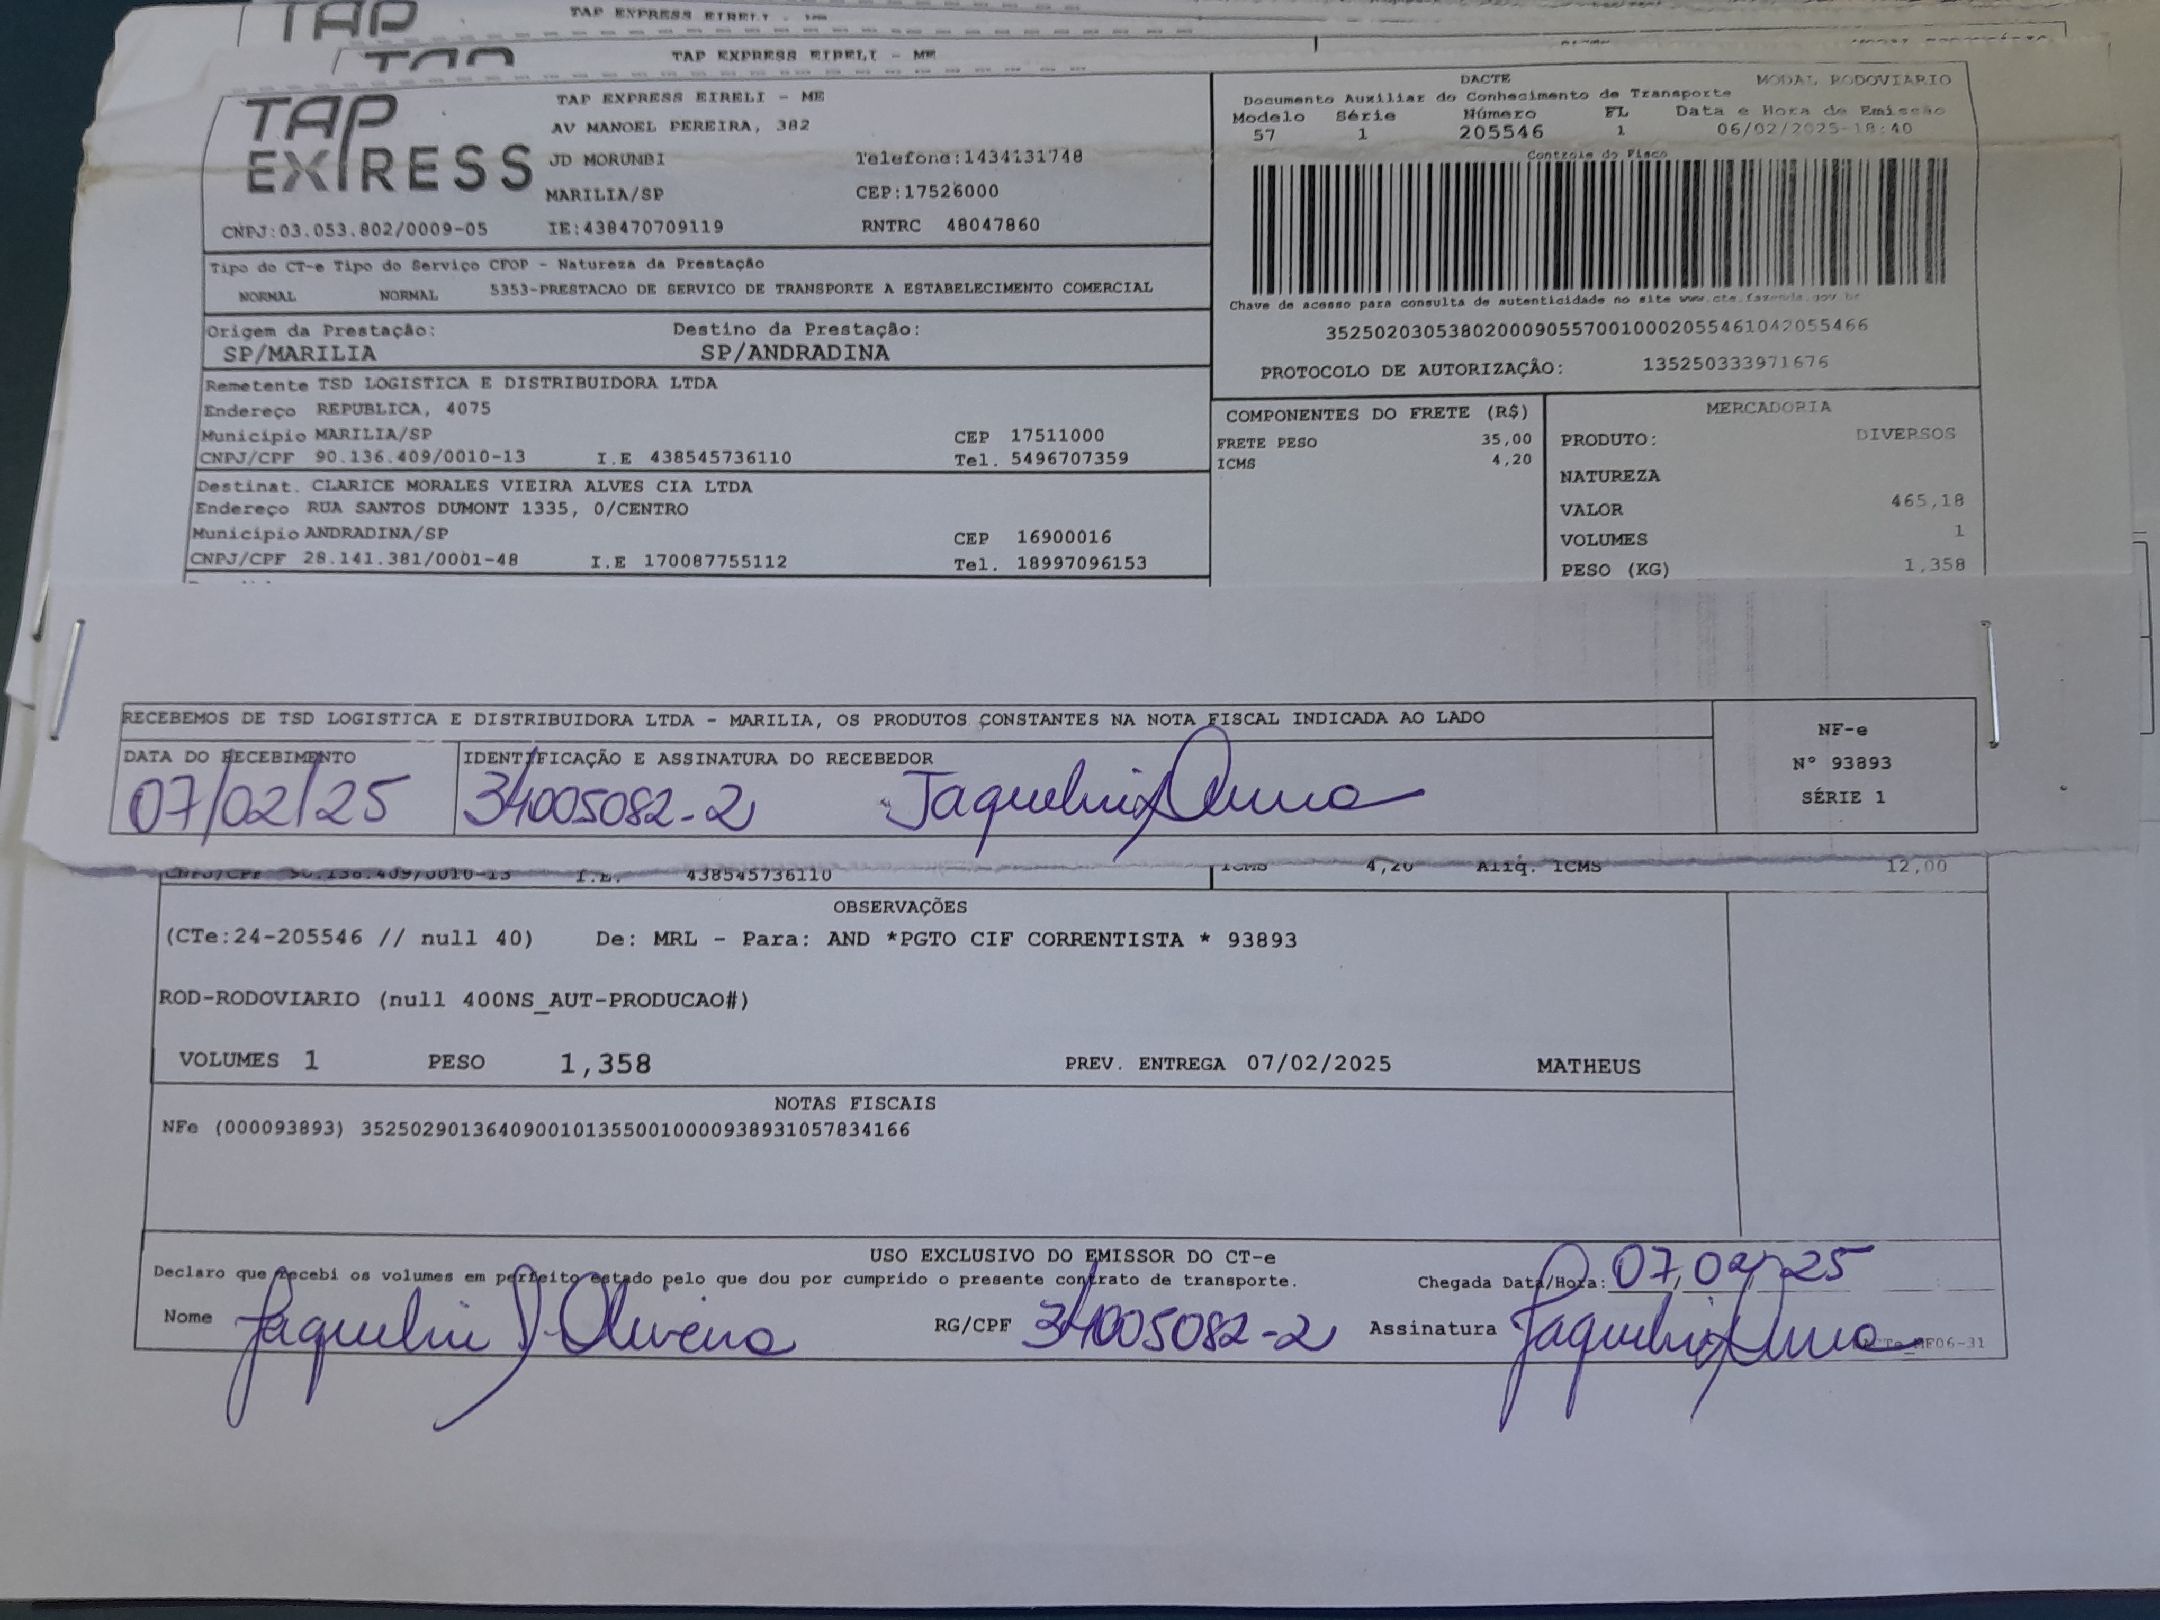 TAP
TAP EXPRESS EIRELI - ME
TAP EXPRESS EIRELI - ME
TAP EXPRESS
TAP EXPRESS EIRELI - ME
AV MANOEL PEREIRA, 382
JD MORUMBI Telefone:1434131748
MARILIA/SP CEP:17526000
CNPJ:03.053.802/0009-05 IE:438470709119 RNTRC 48047860
DACTE MODAL RODOVIARIO
Documento Auxiliar do Conhecimento de Transporte
Modelo Série Número FL Data e Hora de Emissão
57 1 205546 1 06/02/2025-18:40
Controle do Fisco
Chave de acesso para consulta de autenticidade no site www.cte.fazenda.gov.br
35250203053802000905570010002055461042055466
PROTOCOLO DE AUTORIZAÇÃO: 135250333971676
Tipo do CT-e Tipo do Serviço CFOP - Natureza da Prestação
NORMAL NORMAL 5353-PRESTACAO DE SERVICO DE TRANSPORTE A ESTABELECIMENTO COMERCIAL
Origem da Prestação: Destino da Prestação:
SP/MARILIA SP/ANDRADINA
Remetente TSD LOGISTICA E DISTRIBUIDORA LTDA
Endereço REPUBLICA, 4075
Município MARILIA/SP CEP 17511000
CNPJ/CPF 90.136.409/0010-13 I.E 438545736110 Tel. 5496707359
Destinat. CLARICE MORALES VIEIRA ALVES CIA LTDA
Endereço RUA SANTOS DUMONT 1335, 0/CENTRO
Município ANDRADINA/SP CEP 16900016
CNPJ/CPF 28.141.381/0001-48 I.E 170087755112 Tel. 18997096153
COMPONENTES DO FRETE (R$)
FRETE PESO 35,00
ICMS 4,20
MERCADORIA
PRODUTO: DIVERSOS
NATUREZA
VALOR 465,18
VOLUMES 1
PESO (KG) 1,358
RECEBEMOS DE TSD LOGISTICA E DISTRIBUIDORA LTDA - MARILIA, OS PRODUTOS CONSTANTES NA NOTA FISCAL INDICADA AO LADO
DATA DO RECEBIMENTO IDENTIFICAÇÃO E ASSINATURA DO RECEBEDOR
07/02/25 34005082-2
NF-e
N° 93893
SÉRIE 1
CNPJ/CPF 90.136.409/0010-13 I.E. 438545736110 ICMS 4,20 Alíq. ICMS 12,00
OBSERVAÇÕES
(CTe:24-205546 // null 40) De: MRL - Para: AND *PGTO CIF CORRENTISTA * 93893
ROD-RODOVIARIO (null 400NS_AUT-PRODUCAO#)
VOLUMES 1 PESO 1,358 PREV. ENTREGA 07/02/2025 MATHEUS
NOTAS FISCAIS
NFe (000093893) 35250290136409001013550010000938931057834166
USO EXCLUSIVO DO EMISSOR DO CT-e
Declaro que recebi os volumes em perfeito estado pelo que dou por cumprido o presente contrato de transporte. Chegada Data/Hora: 07/02/25
Nome Jaquelini D. Oliveira RG/CPF 34005082-2 Assinatura